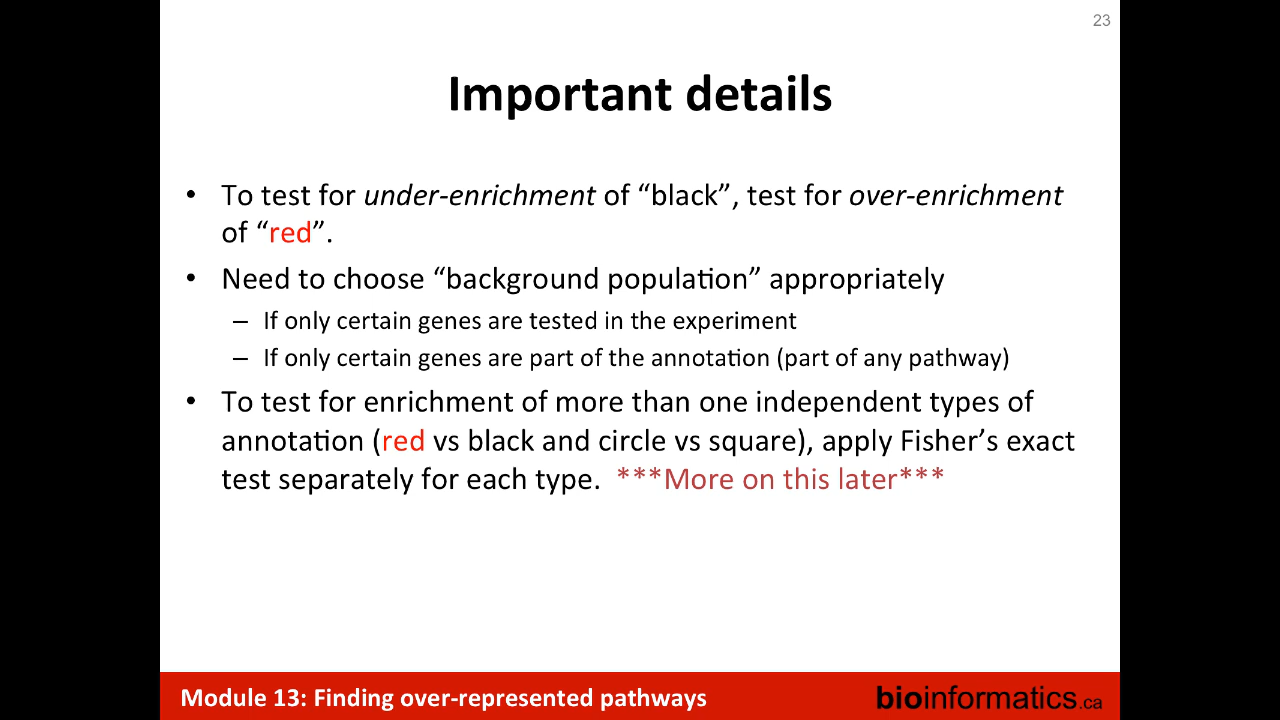 23
Important details
• To test for under-enrichment of “black”, test for over-enrichment
of “red”.
• Need to choose “background population” appropriately
– If only certain genes are tested in the experiment
– If only certain genes are part of the annotation (part of any pathway)
• To test for enrichment of more than one independent types of
annotation (red vs black and circle vs square), apply Fisher’s exact
test separately for each type. ***More on this later***
Module 13: Finding over-represented pathways
bioinformatics.ca